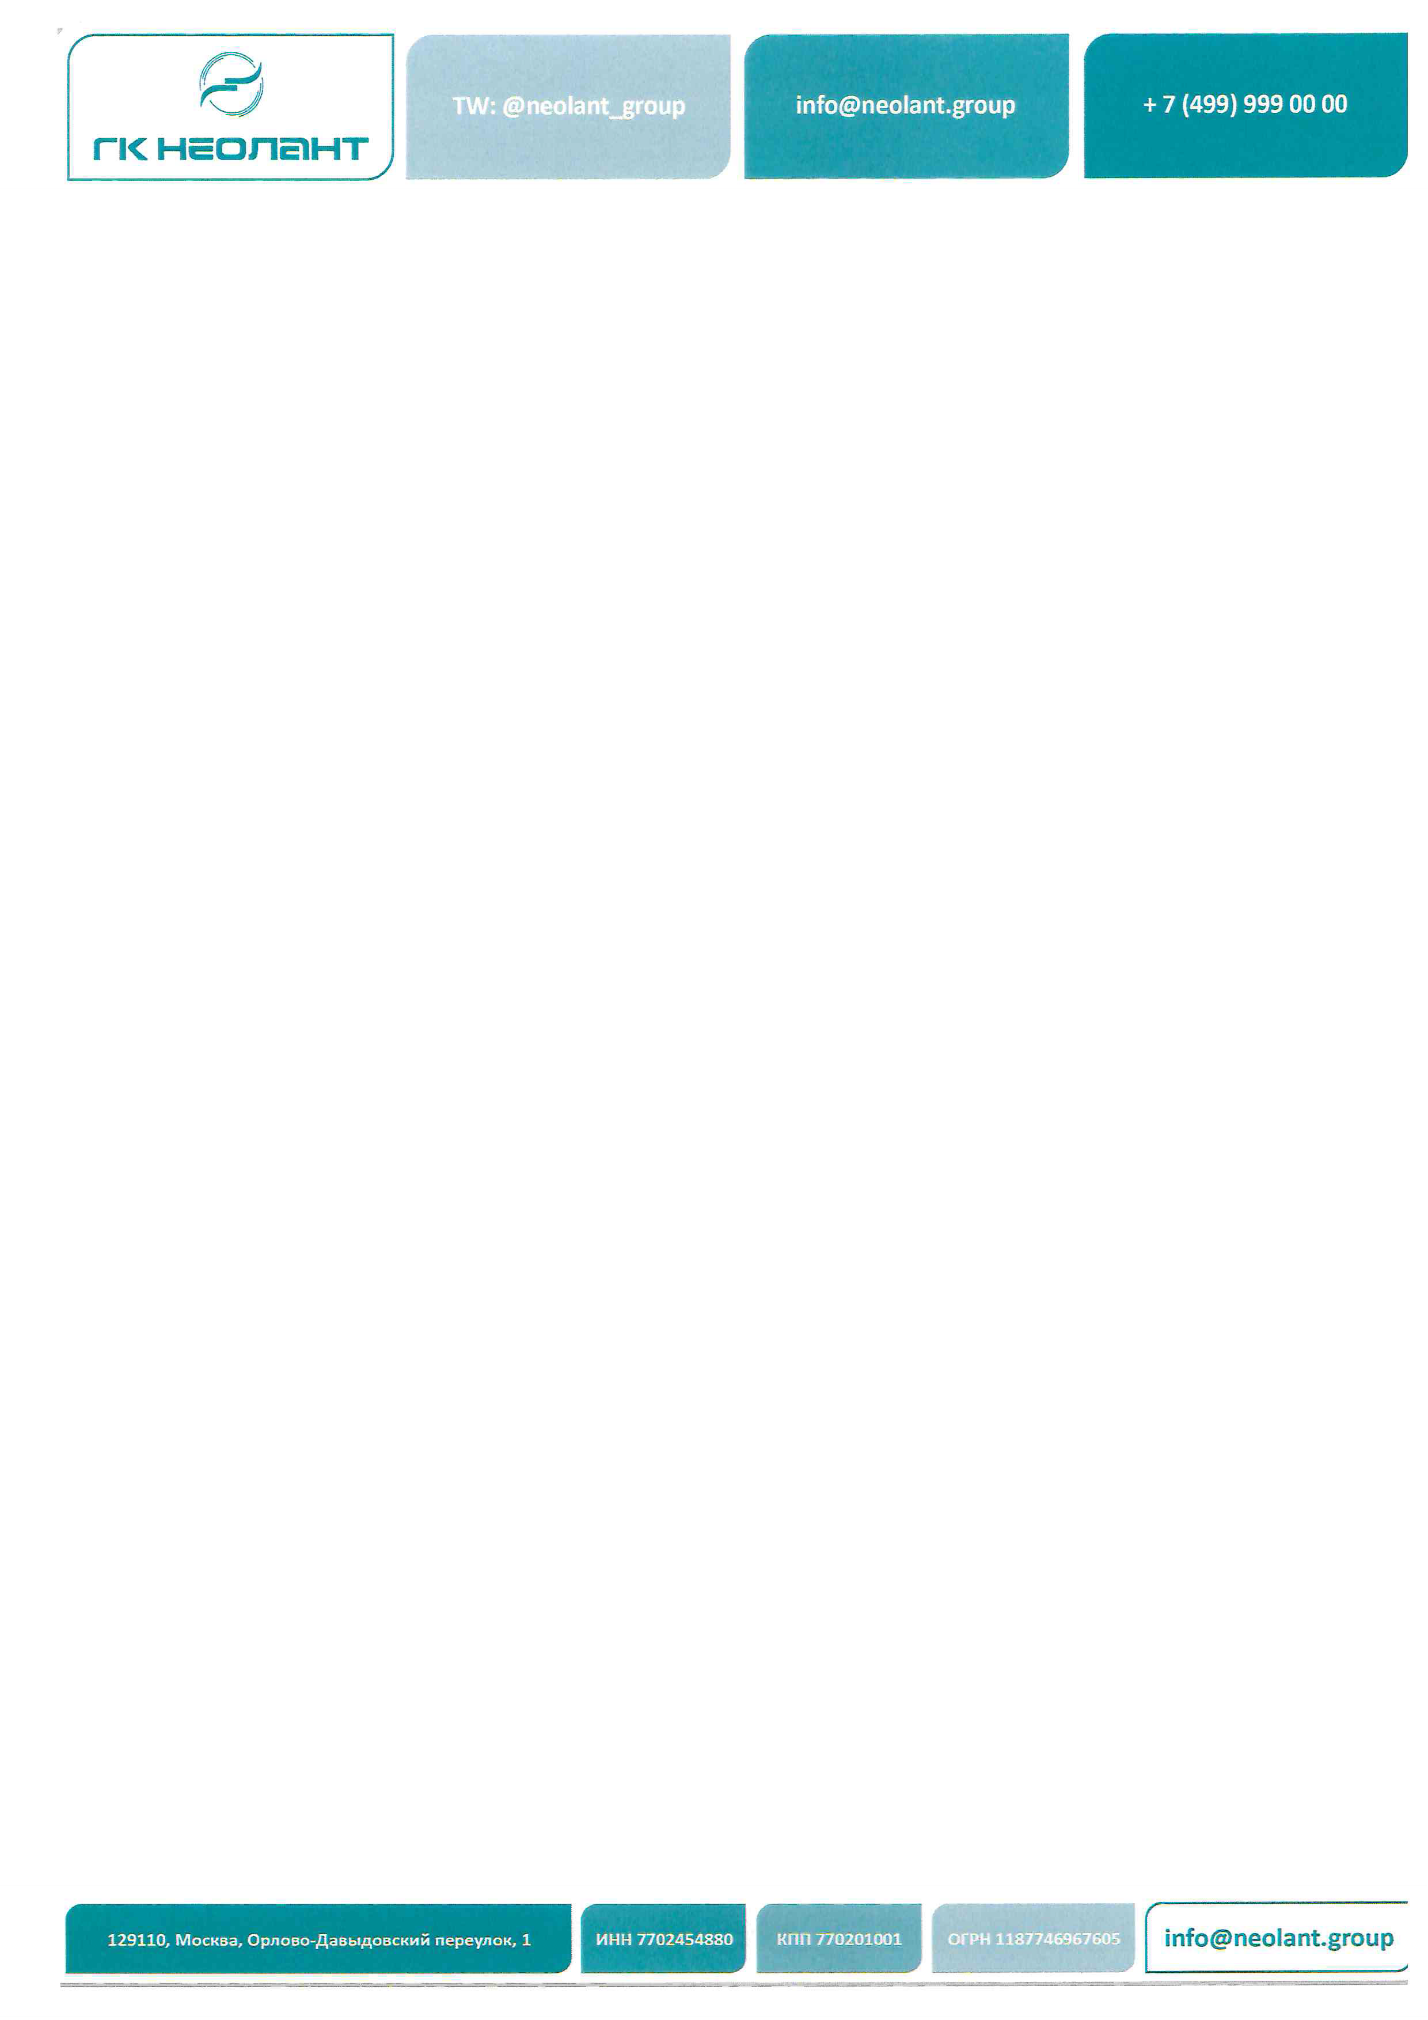 ГК НЕОЛАНТ
TW: @neolant_group
info@neolant.group
+ 7 (499) 999 00 00
129110, Москва, Орлово-Давыдовский переулок, 1
ИНН 7702454880
КПП 770201001
ОГРН 1187746967605
info@neolant.group